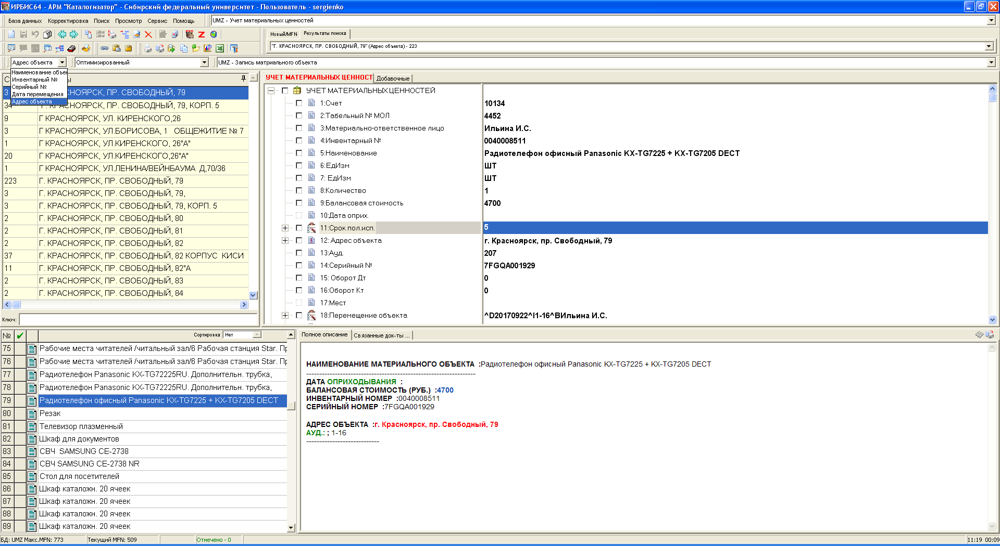 ИРБИС64 - АРМ "Каталогизатор" - Сибирский федеральный университет - Пользователь - sergienko
База данных Корректировка Поиск Просмотр Сервис Помощь
UMZ - Учет материальных ценностей
Новый/MFN Результаты поиска
"Г. КРАСНОЯРСК, ПР. СВОБОДНЫЙ, 79" (Адрес объекта) - 223
Адрес объекта
Оптимизированный
UMZ - Запись матриального объекта
Наименование объе
Инвентарный №
Серийный №
Дата перемещения
Адрес объекта
3 РАСНОЯРСК, ПР. СВОБОДНЫЙ, 79
34 Г. КРАСНОЯРСК, ПР. СВОБОДНЫЙ, 79, КОРП. 5
9 Г КРАСНОЯРСК, УЛ. КИРЕНСКОГО,26
3 Г КРАСНОЯРСК, УЛ.БОРИСОВА, 1 ОБЩЕЖИТИЕ № 7
1 Г КРАСНОЯРСК, УЛ.КИРЕНСКОГО, 26"А"
20 Г КРАСНОЯРСК, УЛ.КИРЕНСКОГО,26"А"
1 Г КРАСНОЯРСК, УЛ.ЛЕНИНА/ВЕЙНБАУМА Д,70/36
223 Г. КРАСНОЯРСК, ПР. СВОБОДНЫЙ, 79
3 Г. КРАСНОЯРСК, ПР. СВОБОДНЫЙ, 79,
3 Г. КРАСНОЯРСК, ПР. СВОБОДНЫЙ, 79, КОРП. 5
2 Г. КРАСНОЯРСК, ПР. СВОБОДНЫЙ, 80
2 Г. КРАСНОЯРСК, ПР. СВОБОДНЫЙ, 81
2 Г. КРАСНОЯРСК, ПР. СВОБОДНЫЙ, 82
37 Г. КРАСНОЯРСК, ПР. СВОБОДНЫЙ, 82 КОРПУС КИСИ
11 Г. КРАСНОЯРСК, ПР. СВОБОДНЫЙ, 82"А
2 Г. КРАСНОЯРСК, ПР. СВОБОДНЫЙ, 83
2 Г. КРАСНОЯРСК, ПР. СВОБОДНЫЙ, 84
Ключ:
УЧЕТ МАТЕРИАЛЬНЫХ ЦЕННОСТ Добавочные
УЧЕТ МАТЕРИАЛЬНЫХ ЦЕННОСТЕЙ
1:Счет 10134
2:Табельный № МОЛ 4452
3:Материально-ответственное лицо Ильина И.С.
4:Инвентарный № 0040008511
5:Наименование Радиотелефон офисный Panasonic KX-TG7225 + KX-TG7205 DECT
6:ЕдИзм ШТ
7: ЕдИзм ШТ
8:Количество 1
9:Балансовая стоимость 4700
10:Дата оприх.
11:Срок пол.исп. 5
12: Адрес объекта г. Красноярск, пр. Свободный, 79
13:Ауд. 207
14:Серийный № 7FGQA001929
15: Оборот Дт 0
16:Оборот Кт 0
17:Мест
18:Перемещение объекта ^D20170922^I1-16^BИльина И.С.
№ Сортировка Нет
75 Рабочие места читателей /читальный зал/6 Рабочая станция Star. Пр
76 Рабочие места читателей /читальный зал/6 Рабочая станция Star. Пр
77 Радиотелефон Panasonic KX-TG72225RU. Дополнительн. трубка,
78 Радиотелефон Panasonic KX-TG72225RU. Дополнительн. трубка,
79 Радиотелефон офисный Panasonic KX-TG7225 + KX-TG7205 DECT
80 Резак
81 Телевизор плазменный
82 Шкаф для документов
83 СВЧ SAMSUNG CE-2738
84 СВЧ SAMSUNG CE-2738 NR
85 Стол для посетителей
86 Шкаф каталожн. 20 ячеек
87 Шкаф каталожн. 20 ячеек
88 Шкаф каталожн. 20 ячеек
89 Шкаф каталожн. 20 ячеек
Полное описание Связанные док-ты ...
НАИМЕНОВАНИЕ МАТЕРИАЛЬНОГО ОБЪЕКТА :Радиотелефон офисный Panasonic KX-TG7225 + KX-TG7205 DECT
ДАТА ОПРИХОДЫВАНИЯ :
БАЛАНСОВАЯ СТОИМОСТЬ (РУБ.) :4700
ИНВЕНТАРНЫЙ НОМЕР :0040008511
СЕРИЙНЫЙ НОМЕР :7FGQA001929
АДРЕС ОБЪЕКТА :г. Красноярск, пр. Свободный, 79
АУД.: ; 1-16
БД: UMZ Макс.MFN: 773 Текущий MFN: 509 Отмечено - 0 11:19 00:09